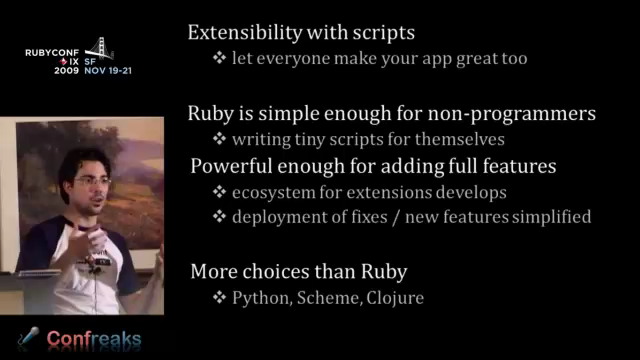 RUBYCONF
IX SF
2009 NOV 19-21
Extensibility with scripts
❖ let everyone make your app great too
Ruby is simple enough for non-programmers
❖ writing tiny scripts for themselves
Powerful enough for adding full features
❖ ecosystem for extensions develops
❖ deployment of fixes / new features simplified
More choices than Ruby
❖ Python, Scheme, Clojure
Confreaks